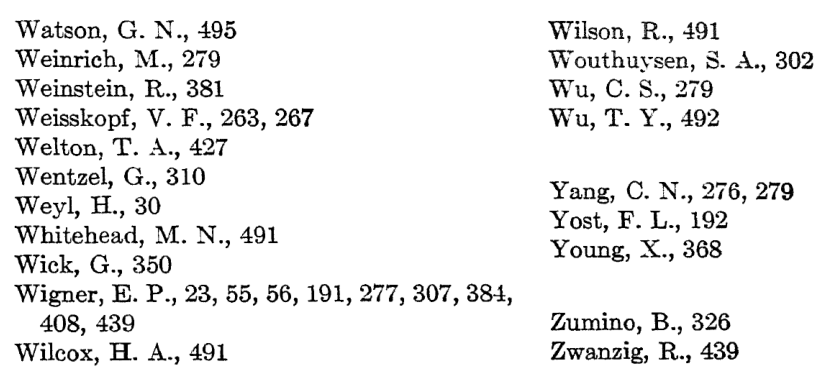 Watson, G. N., 495
Weinrich, M., 279
Weinstein, R., 381
Weisskopf, V. F., 263, 267
Welton, T. A., 427
Wentzel, G., 310
Weyl, H., 30
Whitehead, M. N., 491
Wick, G., 350
Wigner, E. P., 23, 55, 56, 191, 277, 307, 384,
408, 439
Wilcox, H. A., 491
Wilson, R., 491
Wouthuysen, S. A., 302
Wu, C. S., 279
Wu, T. Y., 492
Yang, C. N., 276, 279
Yost, F. L., 192
Young, X., 368
Zumino, B., 326
Zwanzig, R., 439